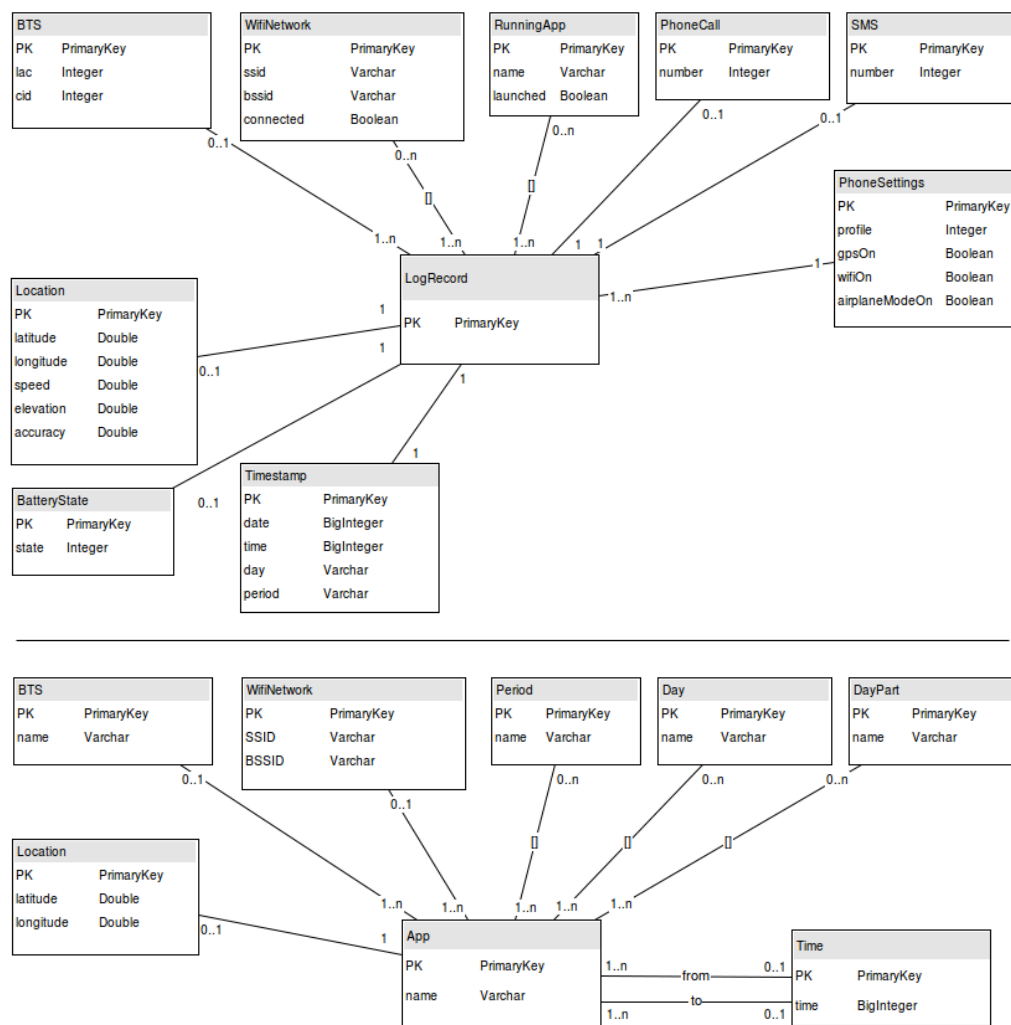 BTS
PK PrimaryKey
lac Integer
cid Integer
WifiNetwork
PK PrimaryKey
ssid Varchar
bssid Varchar
connected Boolean
RunningApp
PK PrimaryKey
name Varchar
launched Boolean
PhoneCall
PK PrimaryKey
number Integer
SMS
PK PrimaryKey
number Integer
0..1
0..n
0..n
0..1
0..1
[]
[]
PhoneSettings
PK PrimaryKey
profile Integer
gpsOn Boolean
wifiOn Boolean
airplaneModeOn Boolean
1..n
1..n
1..n
1
1
1
1..n
LogRecord
PK PrimaryKey
Location
PK PrimaryKey
latitude Double
longitude Double
speed Double
elevation Double
accuracy Double
1
1
0..1
1
1
BatteryState
PK PrimaryKey
state Integer
0..1
Timestamp
PK PrimaryKey
date BigInteger
time BigInteger
day Varchar
period Varchar
BTS
PK PrimaryKey
name Varchar
WifiNetwork
PK PrimaryKey
SSID Varchar
BSSID Varchar
Period
PK PrimaryKey
name Varchar
Day
PK PrimaryKey
name Varchar
DayPart
PK PrimaryKey
name Varchar
0..1
0..1
0..n
0..n
0..n
[]
[]
[]
Location
PK PrimaryKey
latitude Double
longitude Double
1..n
1..n
1..n
1..n
1..n
0..1
1
App
PK PrimaryKey
name Varchar
1..n
from
0..1
1..n
to
0..1
Time
PK PrimaryKey
time BigInteger